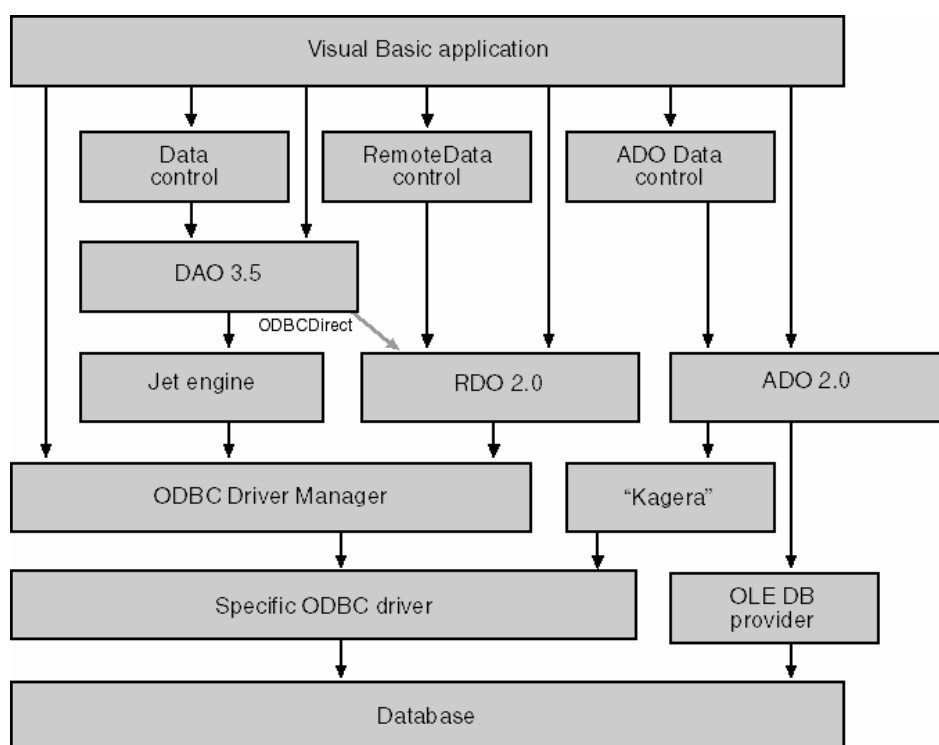 Visual Basic application
Data
control
RemoteData
control
ADO Data
control
DAO 3.5
ODBCDirect
Jet engine
RDO 2.0
ADO 2.0
ODBC Driver Manager
“Kagera”
Specific ODBC driver
OLE DB
provider
Database